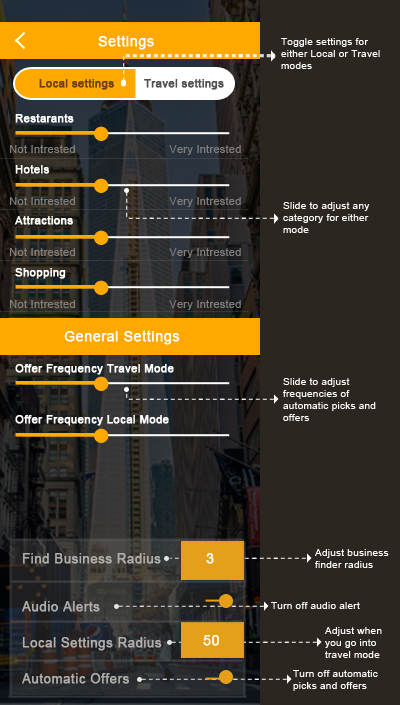 Settings
Toggle settings for
either Local or Travel
modes
Local settings
Travel settings
Restarants
Not Intrested
Very Intrested
Hotels
Not Intrested
Very Intrested
Slide to adjust any
category for either
mode
Attractions
Not Intrested
Very Intrested
Shopping
Not Intrested
Very Intrested
General Settings
Offer Frequency Travel Mode
Slide to adjust
frequencies of
automatic picks and
offers
Offer Frequency Local Mode
Find Business Radius
3
Adjust business
finder radius
Audio Alerts
Turn off audio alert
Local Settings Radius
50
Adjust when
you go into
travel mode
Automatic Offers
Turn off automatic
picks and offers